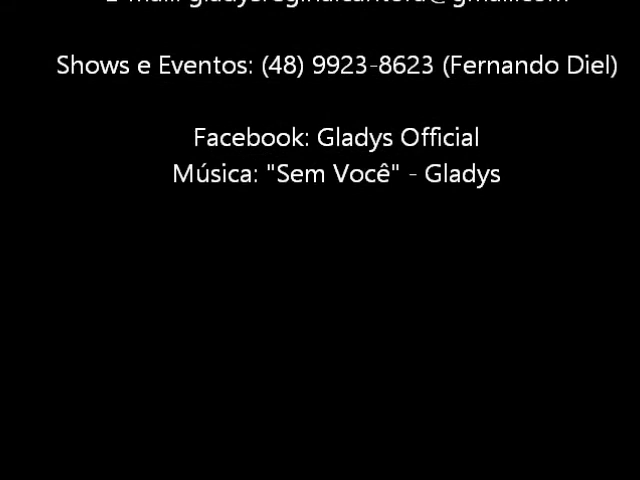 Shows e Eventos: (48) 9923-8623 (Fernando Diel)
Facebook: Gladys Official
Música: "Sem Você" - Gladys